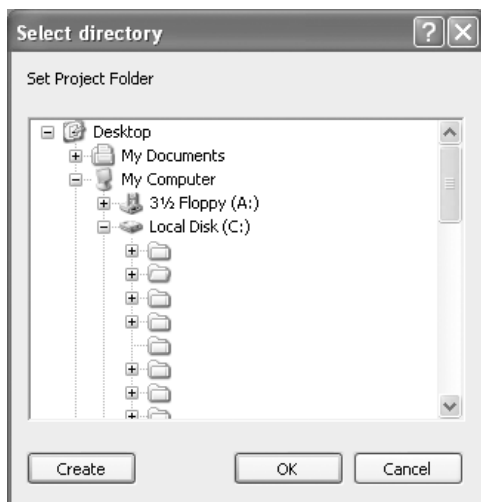 Select directory
Set Project Folder
Desktop
My Documents
My Computer
3½ Floppy (A:)
Local Disk (C:)
Create OK Cancel